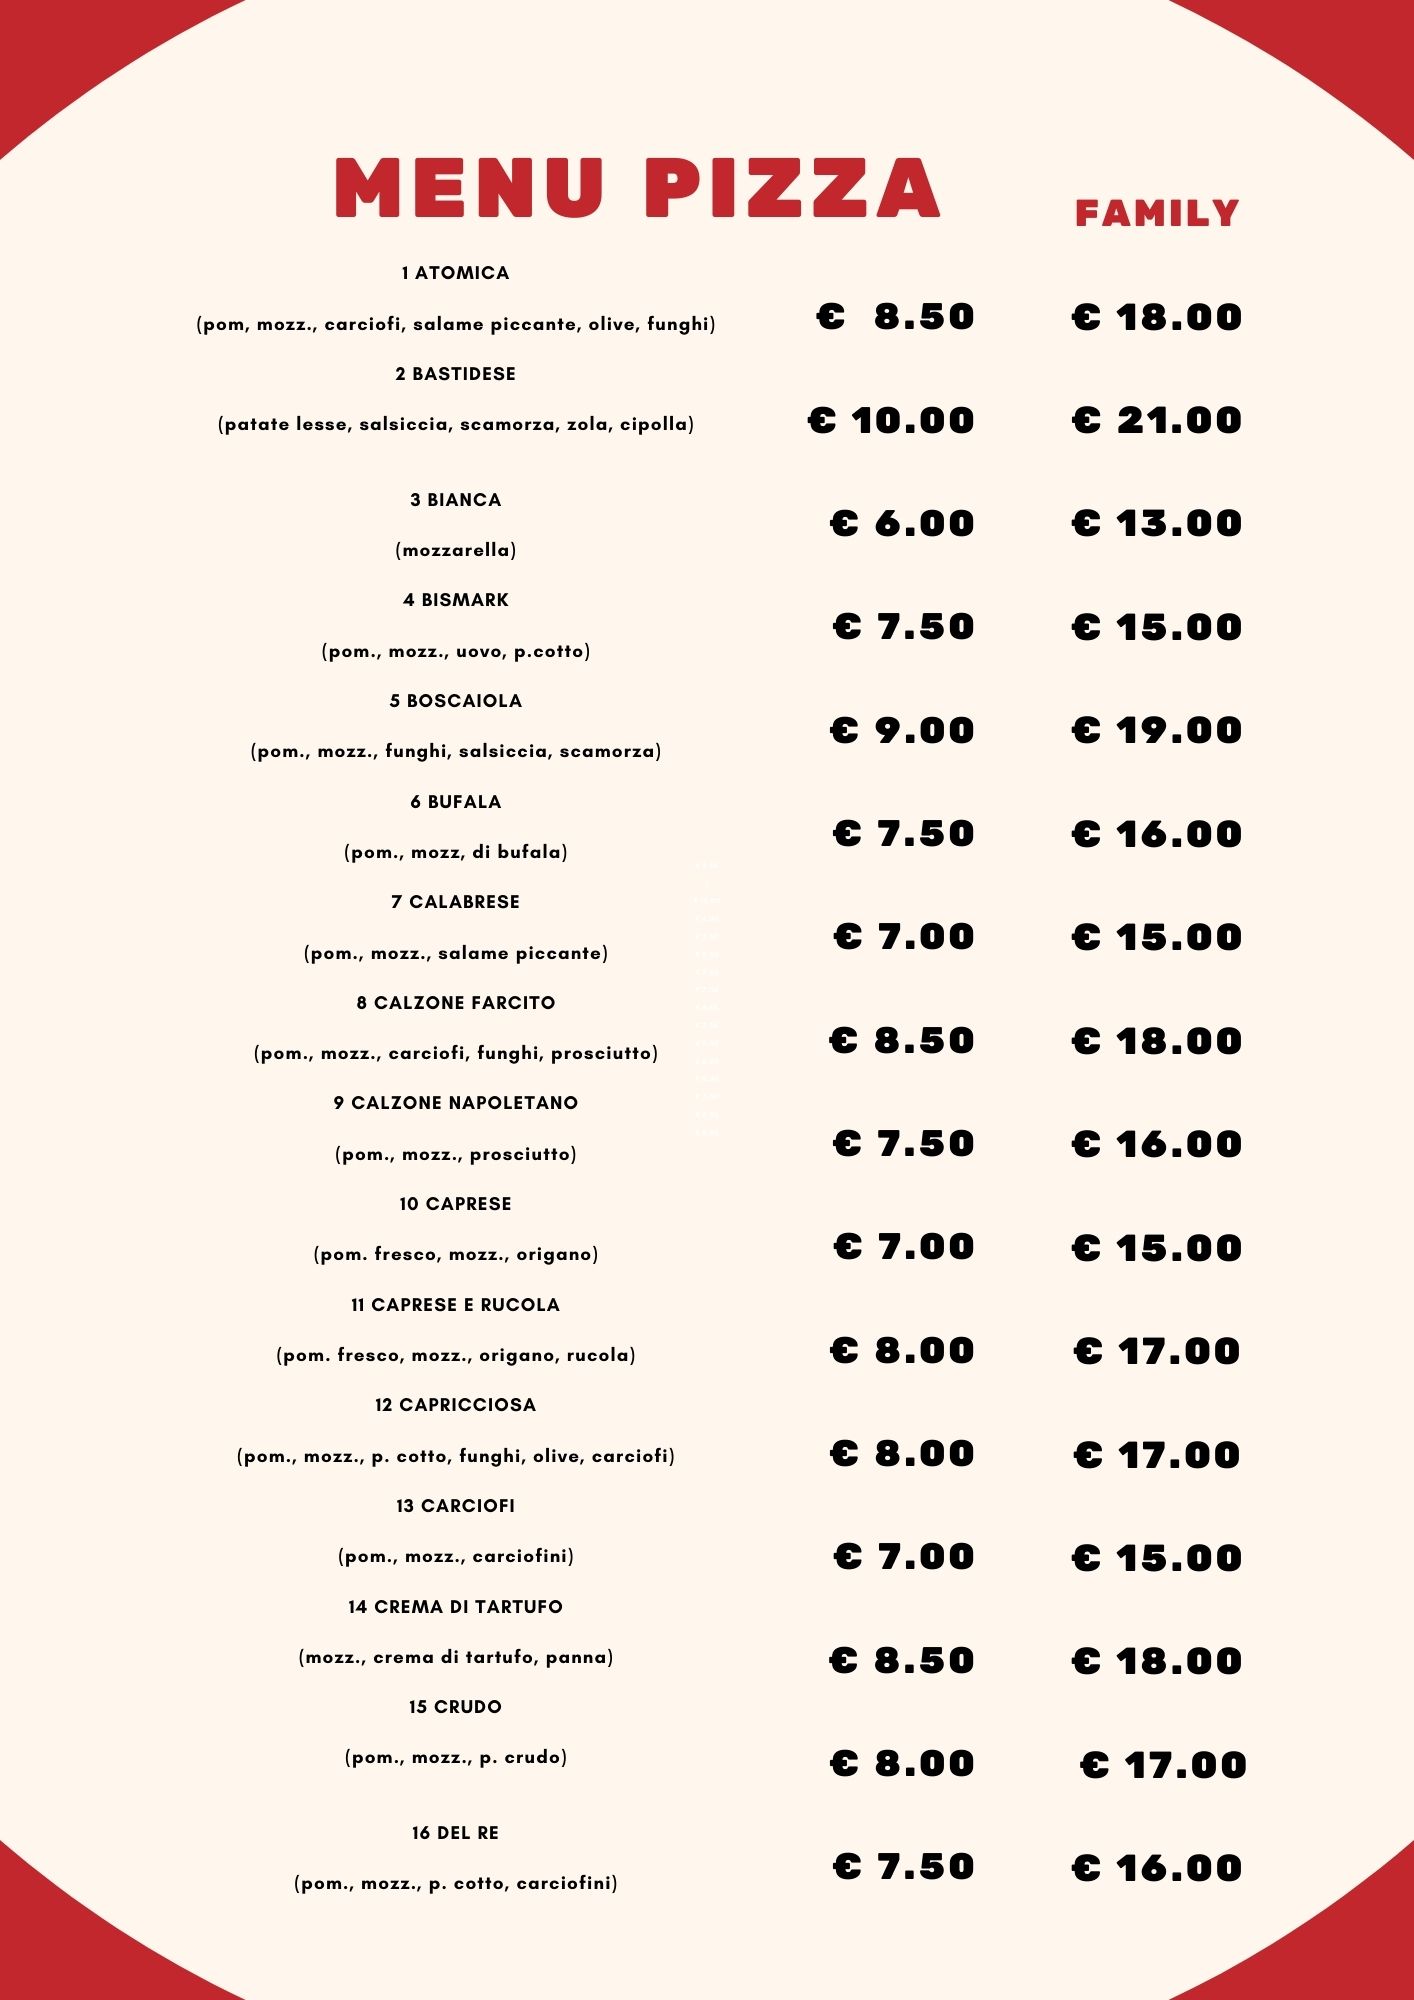 MENU PIZZA
FAMILY
1 ATOMICA
(pom, mozz., carciofi, salame piccante, olive, funghi)
€ 8.50
€ 18.00
2 BASTIDESE
(patate lesse, salsiccia, scamorza, zola, cipolla)
€ 10.00
€ 21.00
3 BIANCA
(mozzarella)
€ 6.00
€ 13.00
4 BISMARK
(pom., mozz., uovo, p.cotto)
€ 7.50
€ 15.00
5 BOSCAIOLA
(pom., mozz., funghi, salsiccia, scamorza)
€ 9.00
€ 19.00
6 BUFALA
(pom., mozz, di bufala)
€ 7.50
€ 16.00
7 CALABRESE
(pom., mozz., salame piccante)
€ 7.00
€ 15.00
8 CALZONE FARCITO
(pom., mozz., carciofi, funghi, prosciutto)
€ 8.50
€ 18.00
9 CALZONE NAPOLETANO
(pom., mozz., prosciutto)
€ 7.50
€ 16.00
10 CAPRESE
(pom. fresco, mozz., origano)
€ 7.00
€ 15.00
11 CAPRESE E RUCOLA
(pom. fresco, mozz., origano, rucola)
€ 8.00
€ 17.00
12 CAPRICCIOSA
(pom., mozz., p. cotto, funghi, olive, carciofi)
€ 8.00
€ 17.00
13 CARCIOFI
(pom., mozz., carciofini)
€ 7.00
€ 15.00
14 CREMA DI TARTUFO
(mozz., crema di tartufo, panna)
€ 8.50
€ 18.00
15 CRUDO
(pom., mozz., p. crudo)
€ 8.00
€ 17.00
16 DEL RE
(pom., mozz., p. cotto, carciofini)
€ 7.50
€ 16.00